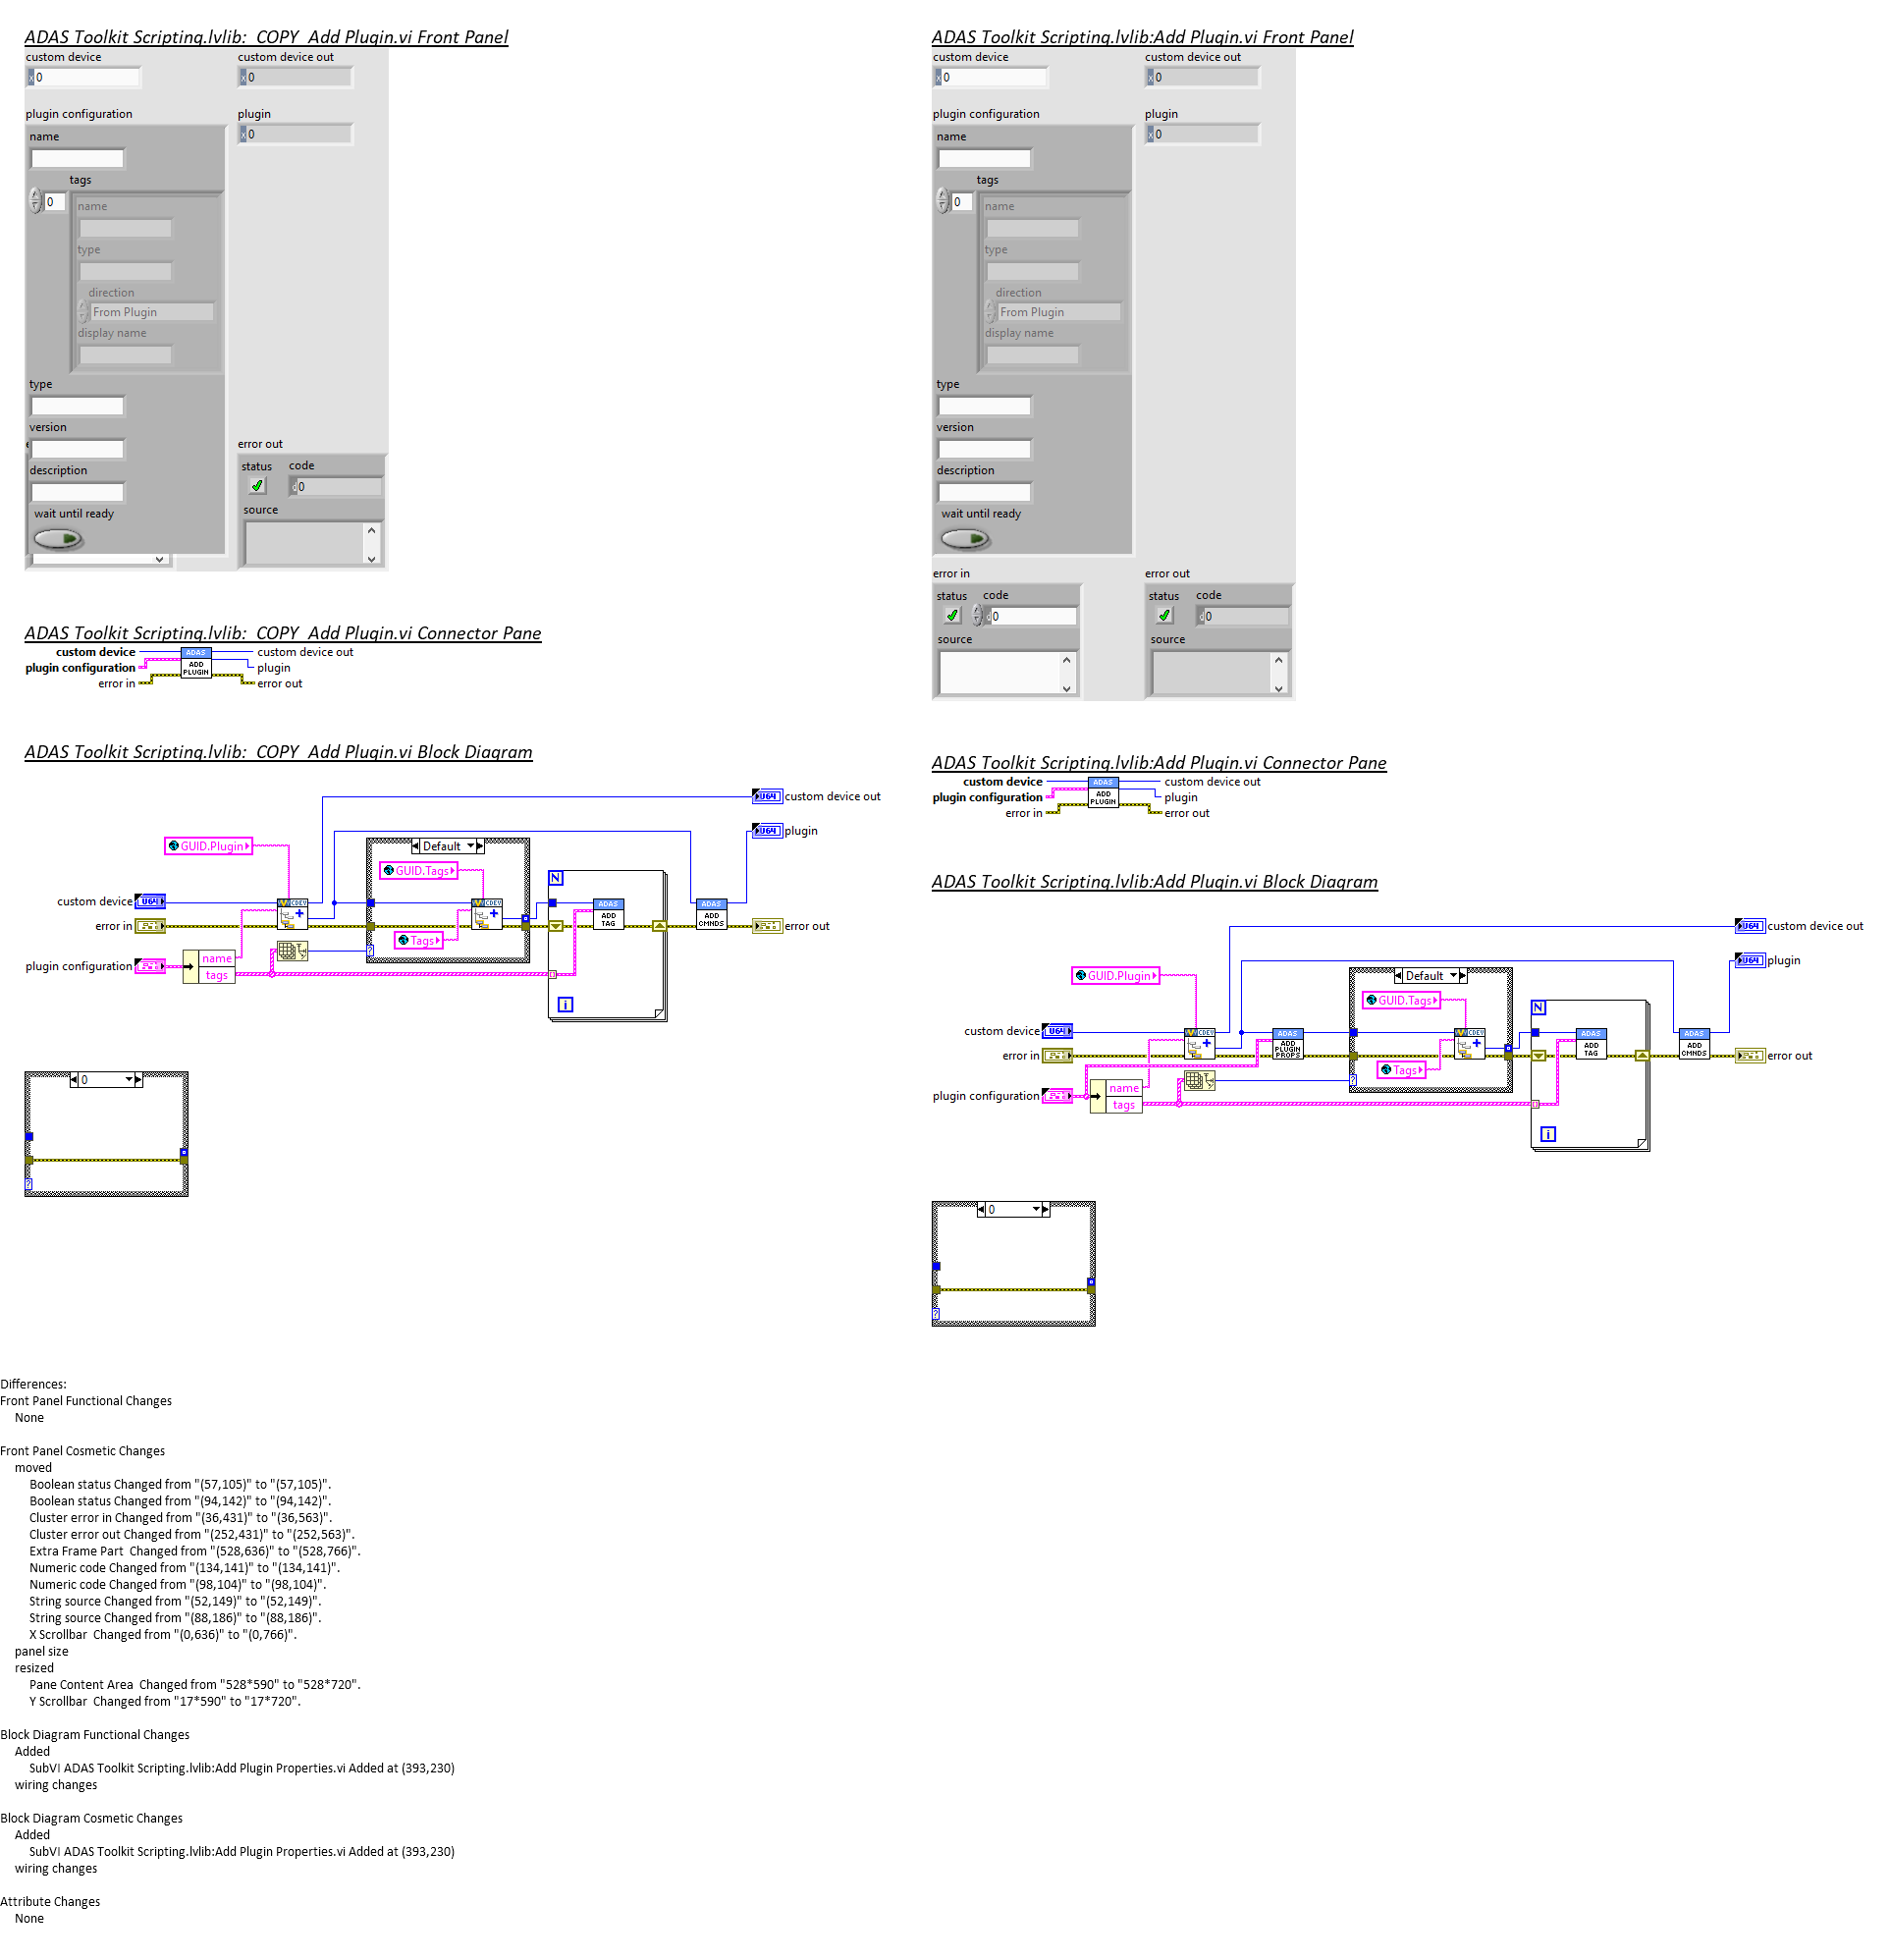 ADAS Toolkit Scripting.lvlib:_COPY_Add Plugin.vi Front Panel
custom device
custom device out
0
0
plugin configuration
plugin
name
0
tags
0
name
type
direction
From Plugin
display name
type
version
error out
description
status
code
0
wait until ready
source
ADAS Toolkit Scripting.lvlib:_COPY_Add Plugin.vi Connector Pane
custom device
ADAS
custom device out
plugin configuration
ADD
PLUGIN
plugin
error in
error out
ADAS Toolkit Scripting.lvlib:_COPY_Add Plugin.vi Block Diagram
U64
custom device out
U64
plugin
GUID.Plugin
Default
GUID.Tags
N
custom device
U64
CDEV
CDEV
ADAS
ADD
TAG
ADAS
ADD
CMNDS
error in
error out
Tags
plugin configuration
name
tags
i
0
?
ADAS Toolkit Scripting.lvlib:Add Plugin.vi Front Panel
custom device
custom device out
0
0
plugin configuration
plugin
name
0
tags
0
name
type
direction
From Plugin
display name
type
version
description
wait until ready
error in
error out
status
code
status
code
0
0
source
source
ADAS Toolkit Scripting.lvlib:Add Plugin.vi Connector Pane
custom device
ADAS
custom device out
plugin configuration
ADD
PLUGIN
plugin
error in
error out
ADAS Toolkit Scripting.lvlib:Add Plugin.vi Block Diagram
U64
custom device out
U64
plugin
GUID.Plugin
Default
GUID.Tags
N
custom device
U64
CDEV
ADAS
ADD
PLUGIN
PROPS
CDEV
ADAS
ADD
TAG
ADAS
ADD
CMNDS
error in
error out
Tags
plugin configuration
name
tags
i
0
?
Differences:
Front Panel Functional Changes
None
Front Panel Cosmetic Changes
moved
Boolean status Changed from "(57,105)" to "(57,105)".
Boolean status Changed from "(94,142)" to "(94,142)".
Cluster error in Changed from "(36,431)" to "(36,563)".
Cluster error out Changed from "(252,431)" to "(252,563)".
Extra Frame Part  Changed from "(528,636)" to "(528,766)".
Numeric code Changed from "(134,141)" to "(134,141)".
Numeric code Changed from "(98,104)" to "(98,104)".
String source Changed from "(52,149)" to "(52,149)".
String source Changed from "(88,186)" to "(88,186)".
X Scrollbar  Changed from "(0,636)" to "(0,766)".
panel size
resized
Pane Content Area  Changed from "528*590" to "528*720".
Y Scrollbar  Changed from "17*590" to "17*720".
Block Diagram Functional Changes
Added
SubVI ADAS Toolkit Scripting.lvlib:Add Plugin Properties.vi Added at (393,230)
wiring changes
Block Diagram Cosmetic Changes
Added
SubVI ADAS Toolkit Scripting.lvlib:Add Plugin Properties.vi Added at (393,230)
wiring changes
Attribute Changes
None